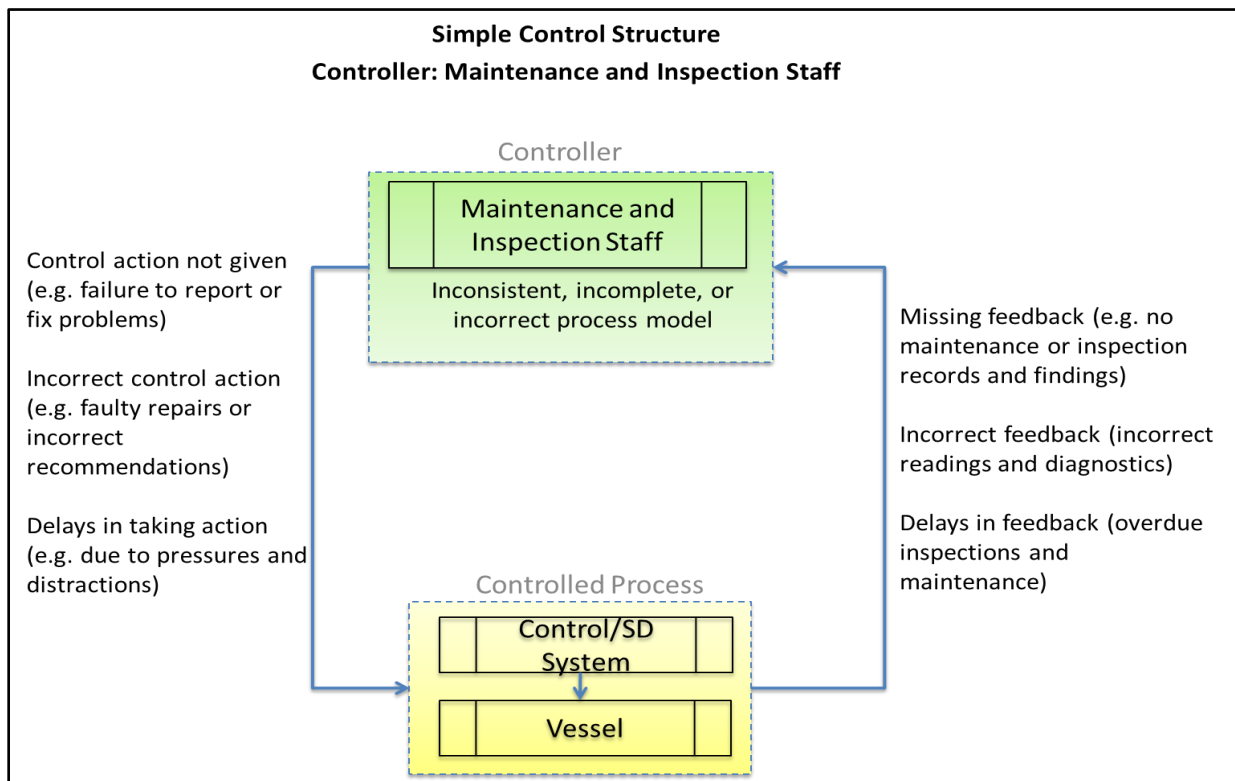 Simple Control Structure
Controller: Maintenance and Inspection Staff
Controller
Maintenance and
Inspection Staff
Inconsistent, incomplete, or
incorrect process model
Control action not given
(e.g. failure to report or
fix problems)
Incorrect control action
(e.g. faulty repairs or
incorrect
recommendations)
Delays in taking action
(e.g. due to pressures and
distractions)
Missing feedback (e.g. no
maintenance or inspection
records and findings)
Incorrect feedback (incorrect
readings and diagnostics)
Delays in feedback (overdue
inspections and
maintenance)
Controlled Process
Control/SD
System
Vessel